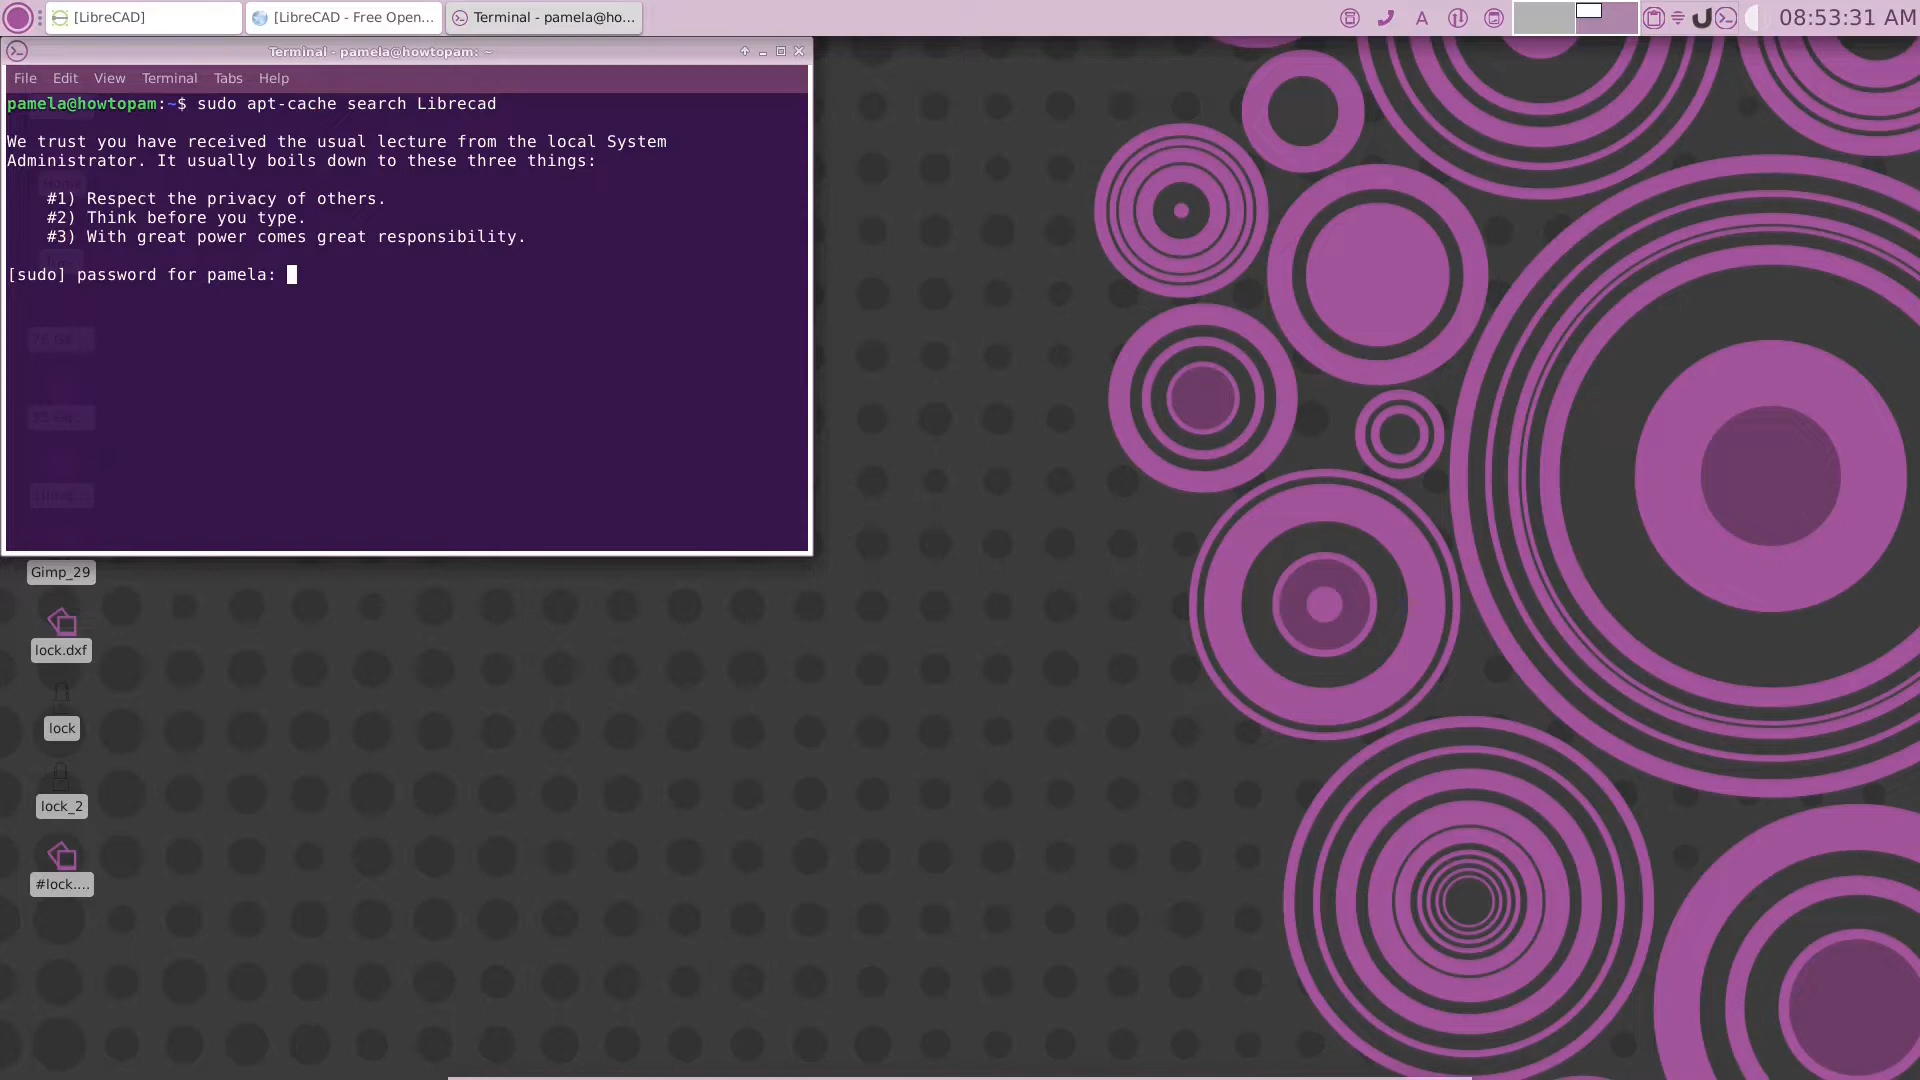 [LibreCAD]
[LibreCAD - Free Open...
Terminal - pamela@ho...
A
08:53:31 AM
Terminal - pamela@howtopam: ~
File Edit View Terminal Tabs Help
pamela@howtopam:~$ sudo apt-cache search Librecad
We trust you have received the usual lecture from the local System
Administrator. It usually boils down to these three things:
#1) Respect the privacy of others.
#2) Think before you type.
#3) With great power comes great responsibility.
[sudo] password for pamela:
Gimp_29
lock.dxf
lock
lock_2
#lock....